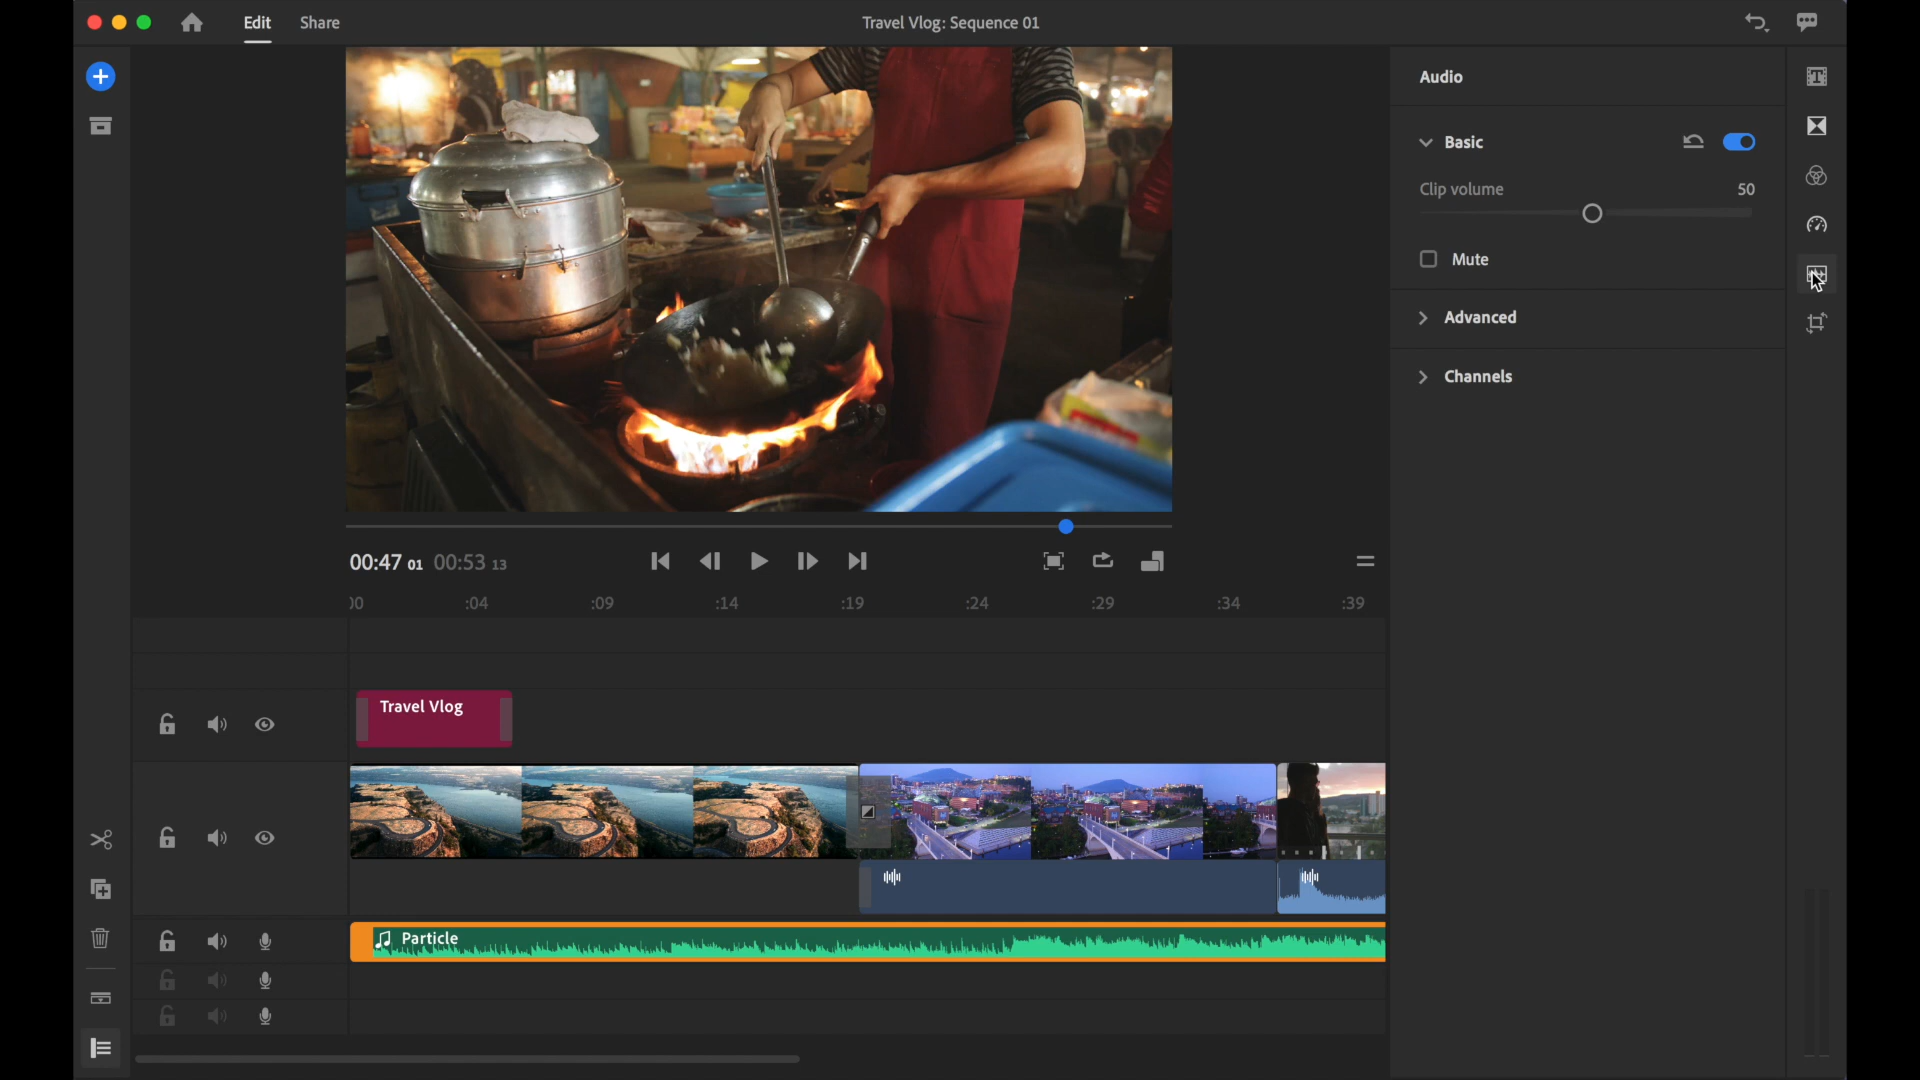 Edit
Share
Travel Vlog: Sequence 01
Audio
Basic
Clip volume
50
Mute
Advanced
Channels
00:47 01
00:53 13
:04
:09
:14
:19
:24
:29
:34
:39
Travel Vlog
Particle